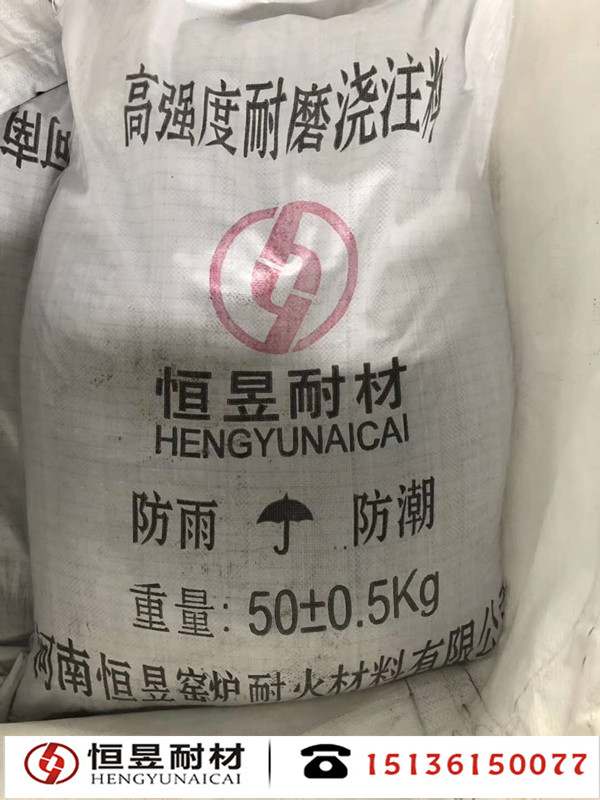 高强度耐磨浇注料
河南
恒昱耐材
HENGYUNAICAI
防雨 防潮
重量：50±0.5Kg
河南恒昱窑炉耐火材料有限公
恒昱耐材
HENGYUNAICAI
15136150077